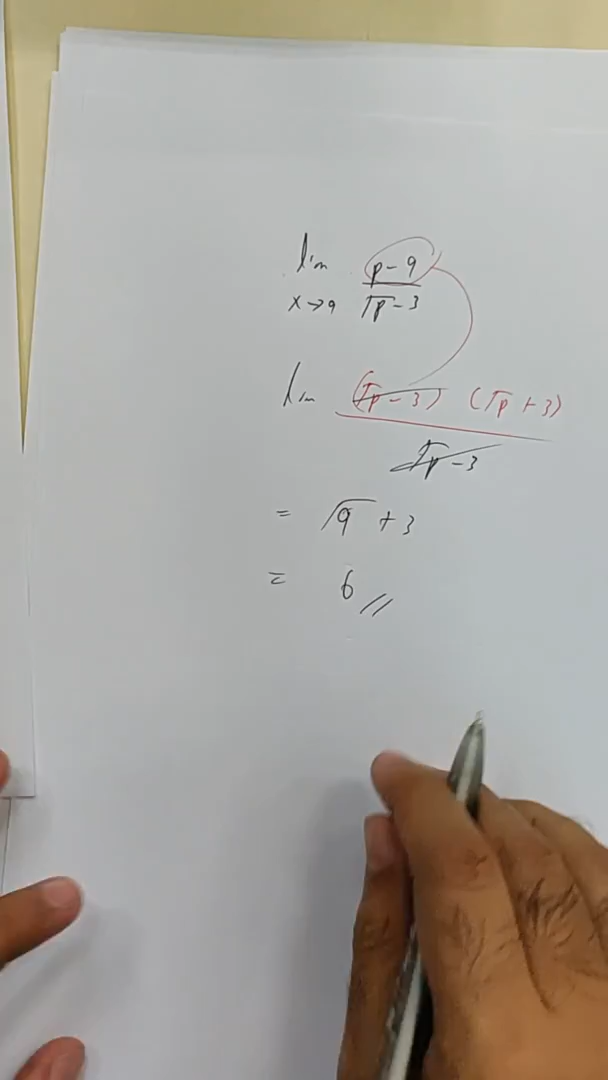 lim p-9
x→9 √p-3
lim (√p-3) (√p+3)
√p-3
= √9 + 3
= 6 //